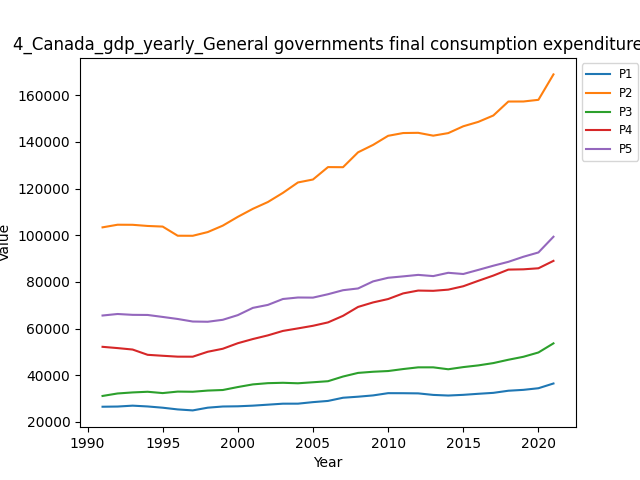 4_Canada_gdp_yearly_General governments final consumption expenditure
160000
140000
120000
100000
80000
60000
40000
20000
Value
1990
1995
2000
2005
2010
2015
2020
Year
P1
P2
P3
P4
P5